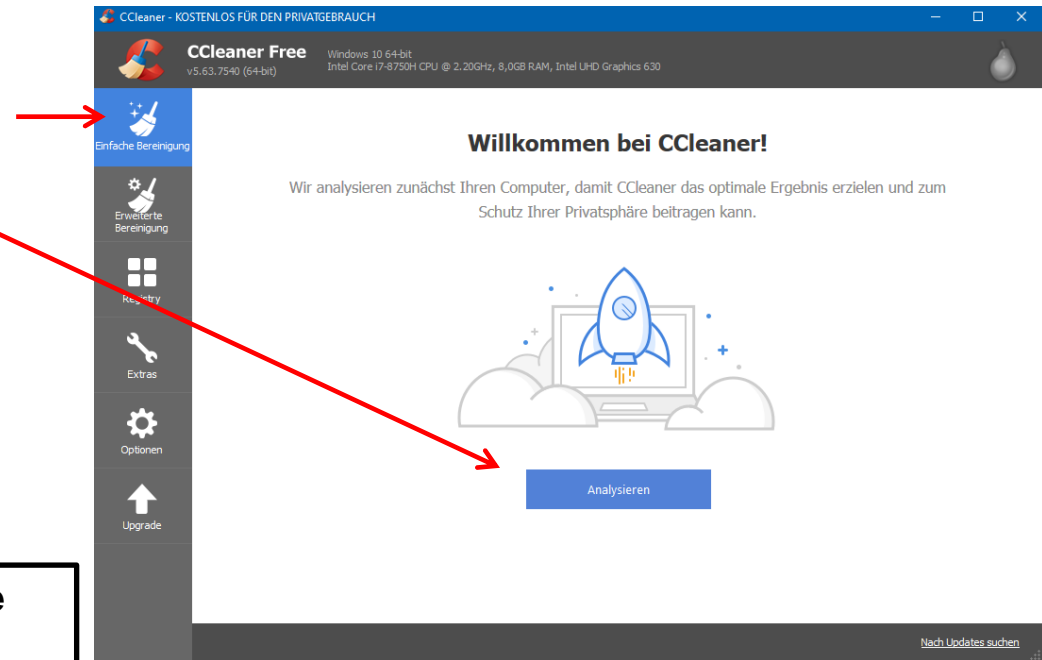 CCleaner - KOSTENLOS FÜR DEN PRIVATGEBRAUCH
CCleaner Free
v5.63.7540 (64-bit)
Windows 10 64-bit
Intel Core i7-8750H CPU @ 2.20GHz, 8,0GB RAM, Intel UHD Graphics 630
Einfache Bereinigung
Erweiterte
Bereinigung
Registry
Extras
Optionen
Upgrade
Willkommen bei CCleaner!
Wir analysieren zunächst Ihren Computer, damit CCleaner das optimale Ergebnis erzielen und zum
Schutz Ihrer Privatsphäre beitragen kann.
Analysieren
e
Nach Updates suchen